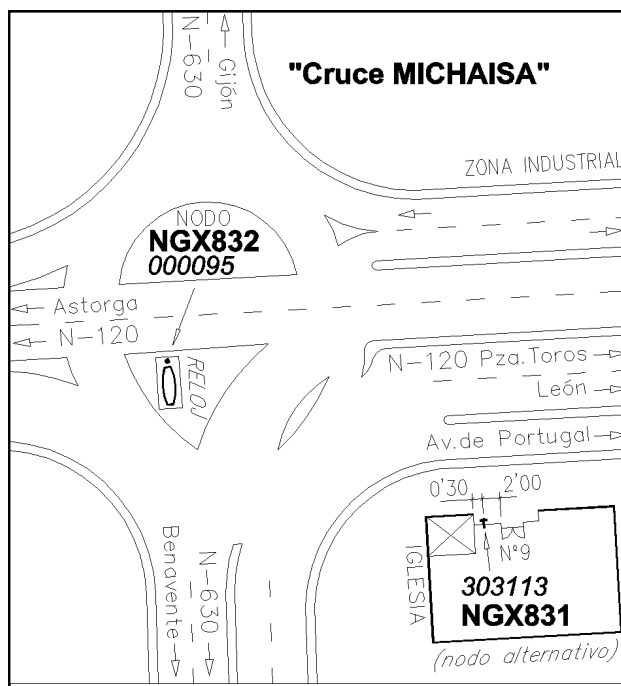 N-630
Gijón
"Cruce MICHAISA"
ZONA INDUSTRIAL
NODO
NGX832
000095
Astorga
N-120
RELOJ
N-120 Pza.Toros
León
Av.de Portugal
0'30 2'00
Nº9
IGLESIA
303113
NGX831
(nodo alternativo)
Benavente
N-630